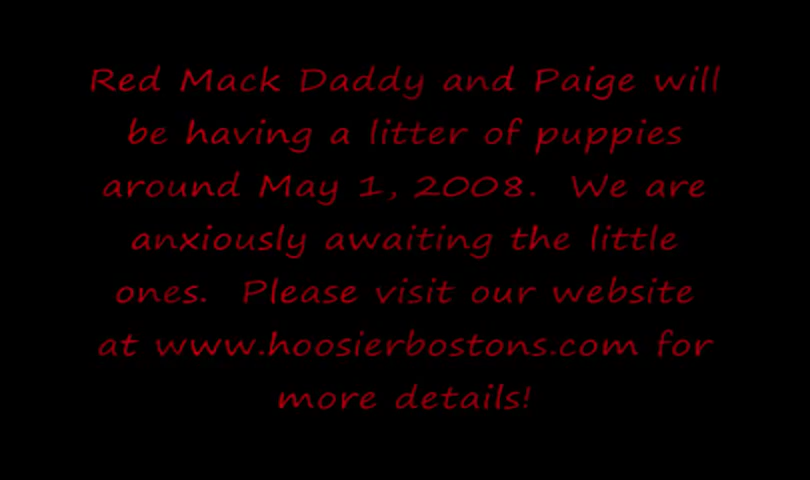 Red Mack Daddy and Paige will
be having a litter of puppies
around May 1, 2008.  We are
anxiously awaiting the little
ones.  Please visit our website
at www.hoosierbostons.com for
more details!